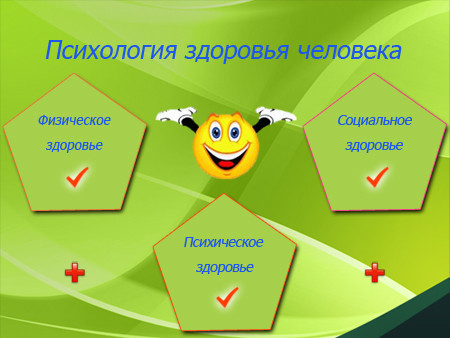 Психология здоровья человека
Физическое
здоровье
Социальное
здоровье
Психическое
здоровье